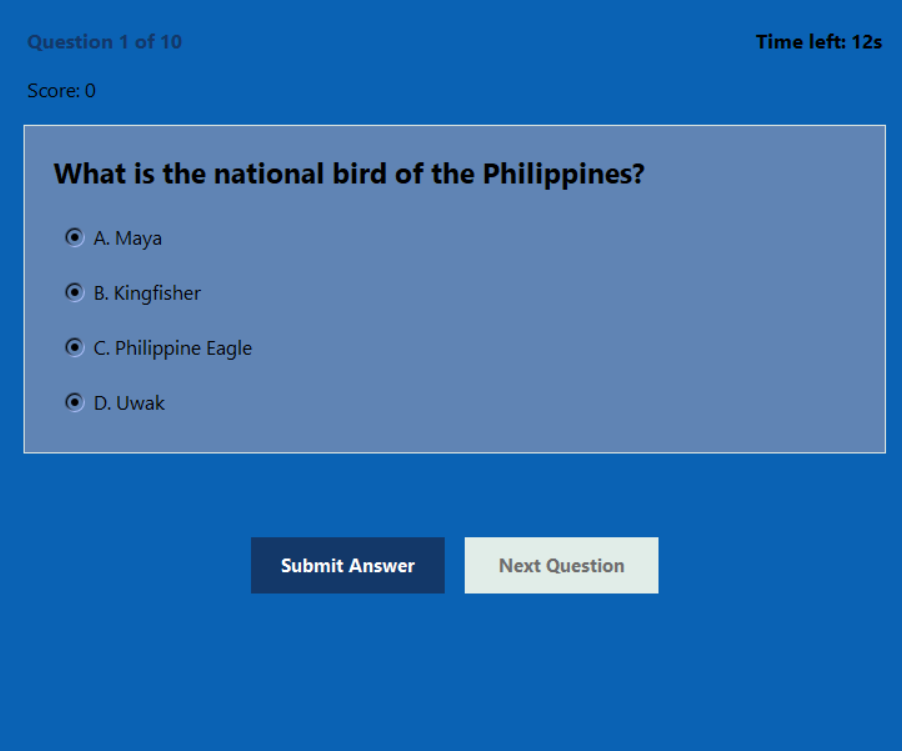 Question 1 of 10
Time left: 12s
Score: 0
What is the national bird of the Philippines?
A. Maya
B. Kingfisher
C. Philippine Eagle
D. Uwak
Submit Answer
Next Question